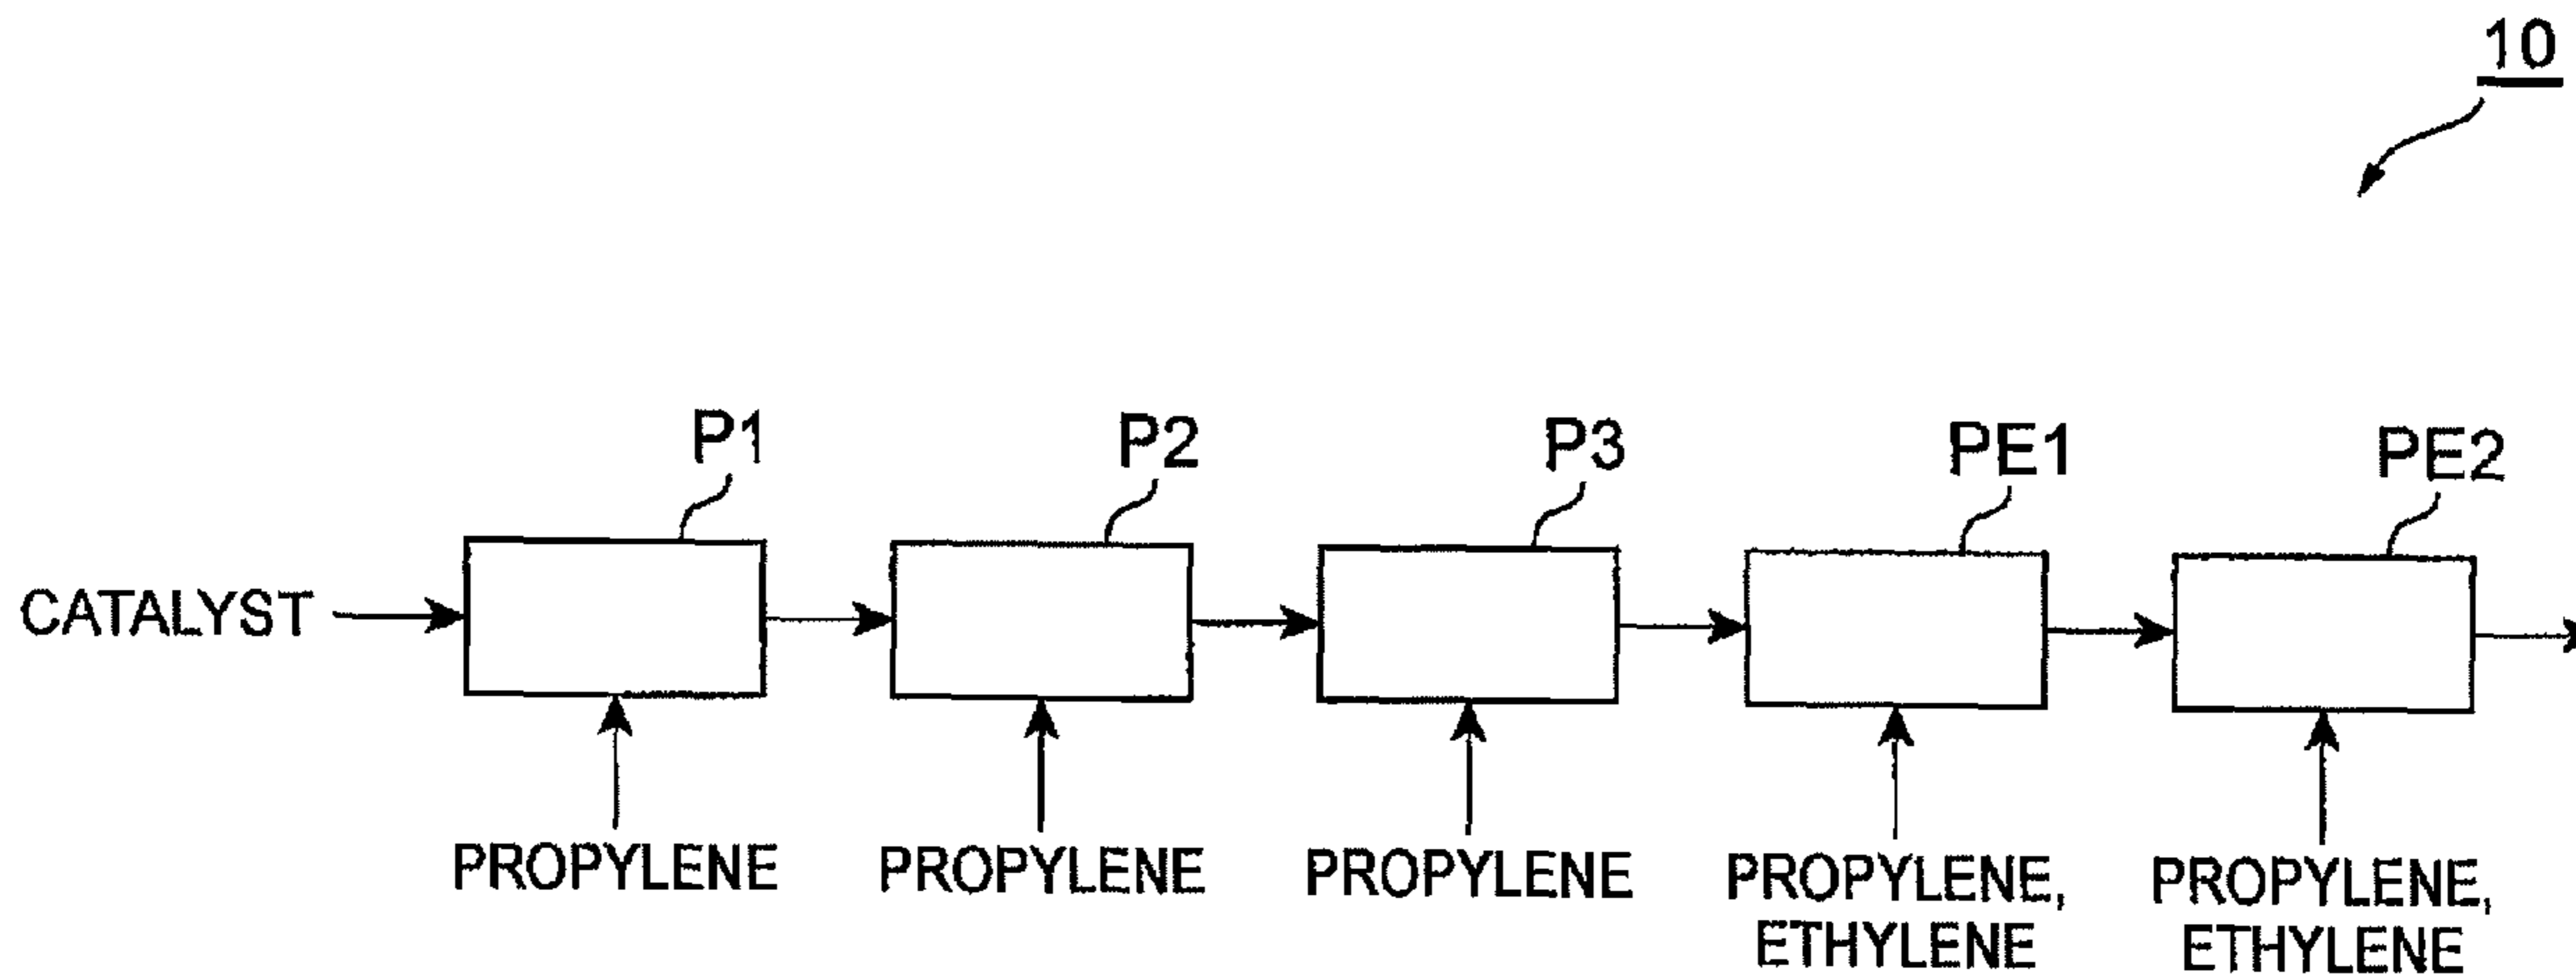 10
P1
P2
P3
PE1
PE2
CATALYST
PROPYLENE
PROPYLENE
PROPYLENE
PROPYLENE,
ETHYLENE
PROPYLENE,
ETHYLENE